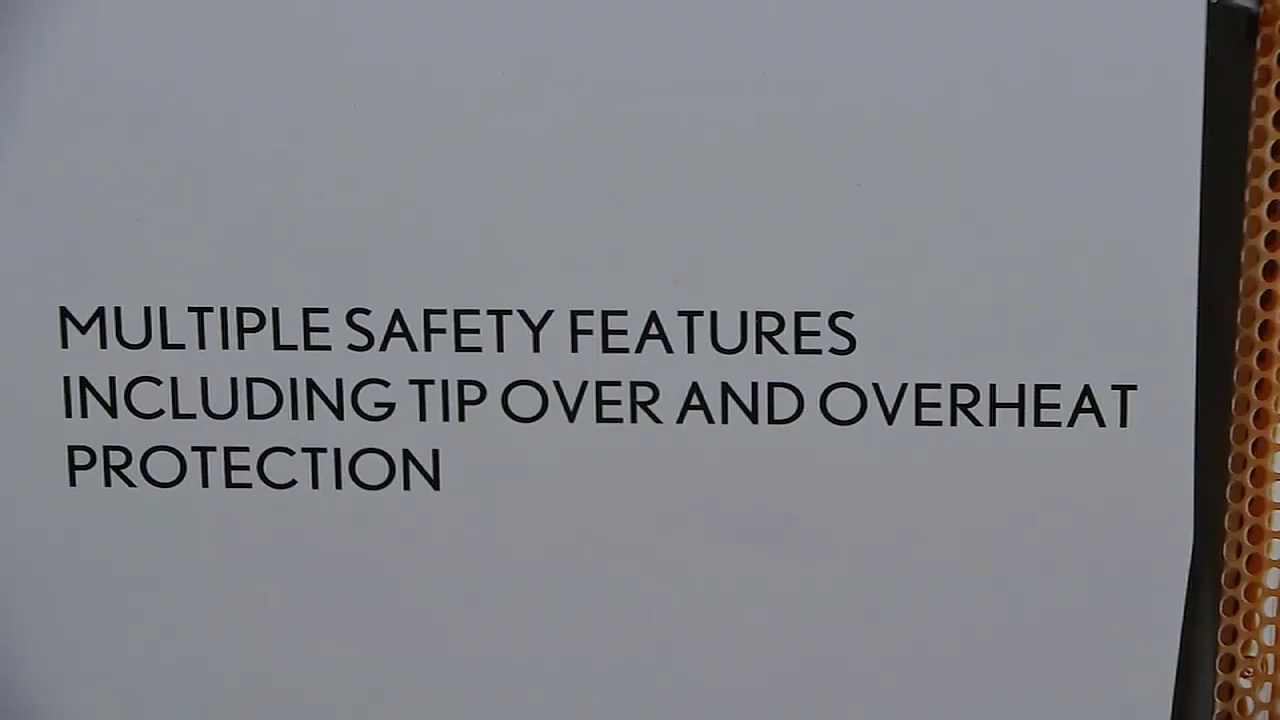 MULTIPLE SAFETY FEATURES
INCLUDING TIP OVER AND OVERHEAT
PROTECTION